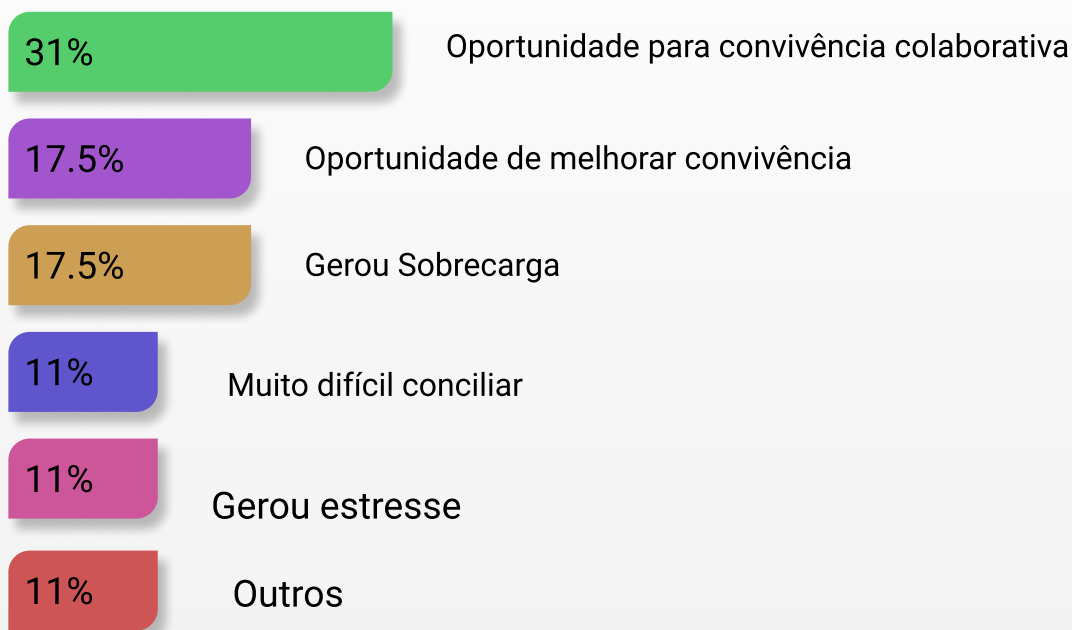 31% Oportunidade para convivência colaborativa
17.5% Oportunidade de melhorar convivência
17.5% Gerou Sobrecarga
11% Muito difícil conciliar
11% Gerou estresse
11% Outros